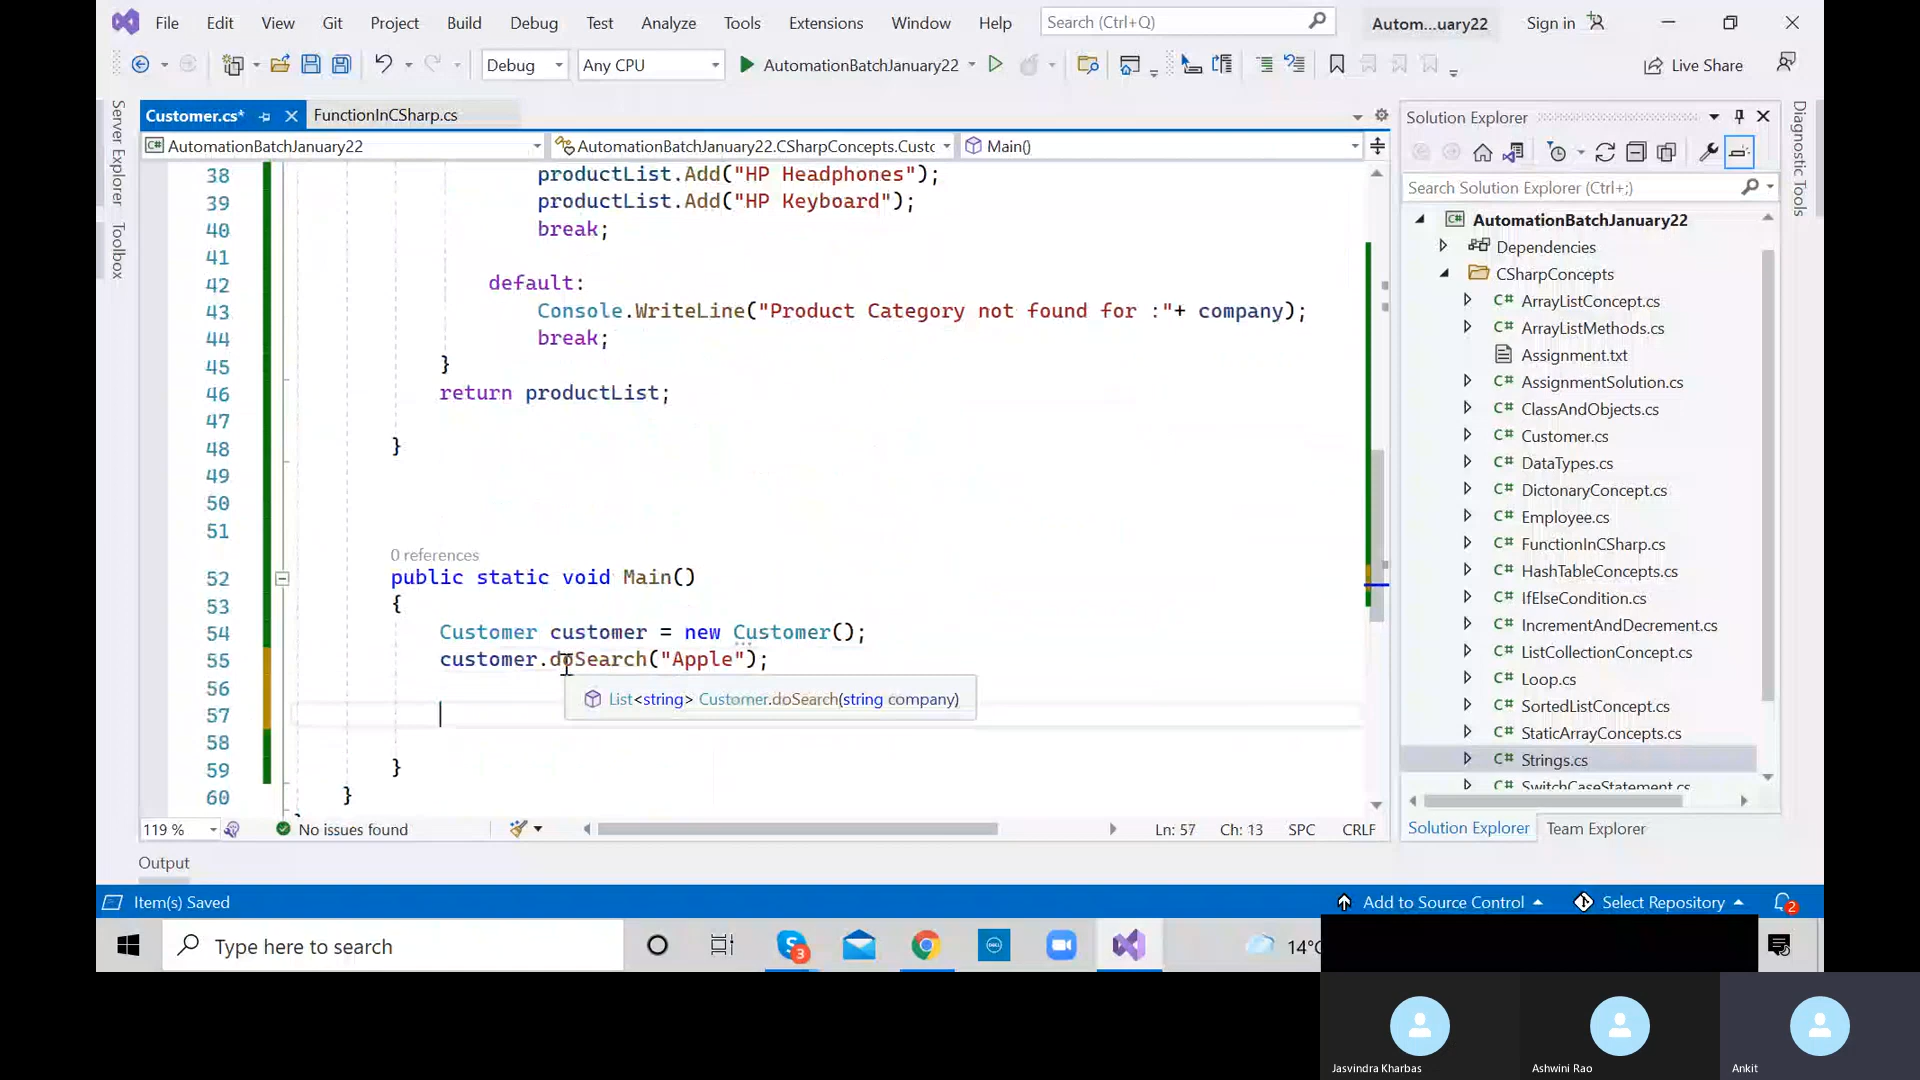 File Edit View Git Project Build Debug Test Analyze Tools Extensions Window Help Search (Ctrl+Q) Autom...uary22 Sign in
Debug Any CPU AutomationBatchJanuary22 Live Share
Customer.cs* FunctionInCSharp.cs
AutomationBatchJanuary22 AutomationBatchJanuary22.CSharpConcepts.Custc Main()
Server Explorer
Toolbox
38 productList.Add("HP Headphones");
39 productList.Add("HP Keyboard");
40 break;
41
42 default:
43 Console.WriteLine("Product Category not found for :"+ company);
44 break;
45 }
46 return productList;
47
48 }
49
50
51
0 references
52 public static void Main()
53 {
54 Customer customer = new Customer();
55 customer.doSearch("Apple");
56
List<string> Customer.doSearch(string company)
57
58
59 }
60 }
119 % No issues found Ln: 57 Ch: 13 SPC CRLF
Output
Solution Explorer
Search Solution Explorer (Ctrl+;)
AutomationBatchJanuary22
Dependencies
CSharpConcepts
C# ArrayListConcept.cs
C# ArrayListMethods.cs
Assignment.txt
C# AssignmentSolution.cs
C# ClassAndObjects.cs
C# Customer.cs
C# DataTypes.cs
C# DictonaryConcept.cs
C# Employee.cs
C# FunctionInCSharp.cs
C# HashTableConcepts.cs
C# IfElseCondition.cs
C# IncrementAndDecrement.cs
C# ListCollectionConcept.cs
C# Loop.cs
C# SortedListConcept.cs
C# StaticArrayConcepts.cs
C# Strings.cs
C# SwitchCaseStatement.cs
Solution Explorer Team Explorer
Diagnostic Tools
Item(s) Saved Add to Source Control Select Repository 2
Type here to search 3 DELL 14°C
Jasvindra Kharbas Ashwini Rao Ankit